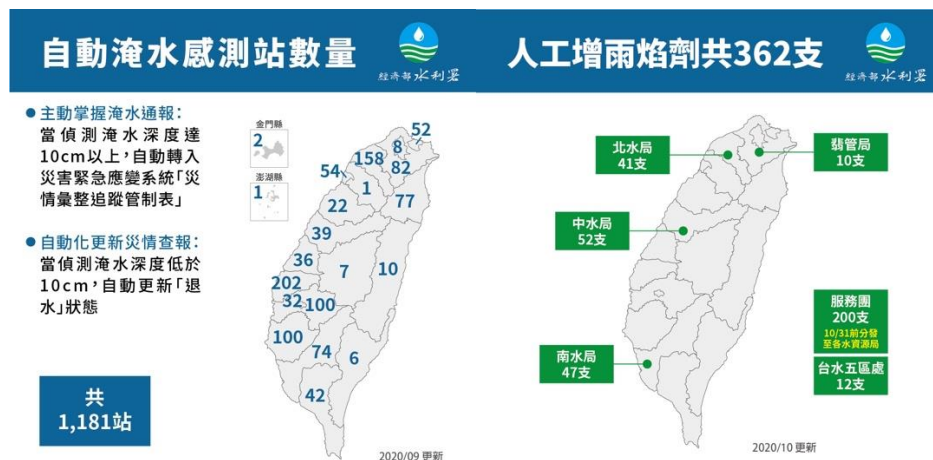 自動淹水感測站數量
經濟部水利署
主動掌握淹水通報：
當偵測淹水深度達
10cm以上，自動轉入
災害緊急應變系統「災
情彙整追蹤管制表」
自動化更新災情查報：
當偵測淹水深度低於
10cm，自動更新「退
水」狀態
共
1,181站
金門縣
2
澎湖縣
1
52
8
158
82
54
1
77
22
39
36
7
10
202
32
100
100
74
6
42
2020/09 更新
人工增雨焰劑共362支
經濟部水利署
北水局
41支
翡管局
10支
中水局
52支
服務團
200支
10/31前分發
至各水資源局
南水局
47支
台水五區處
12支
2020/10 更新